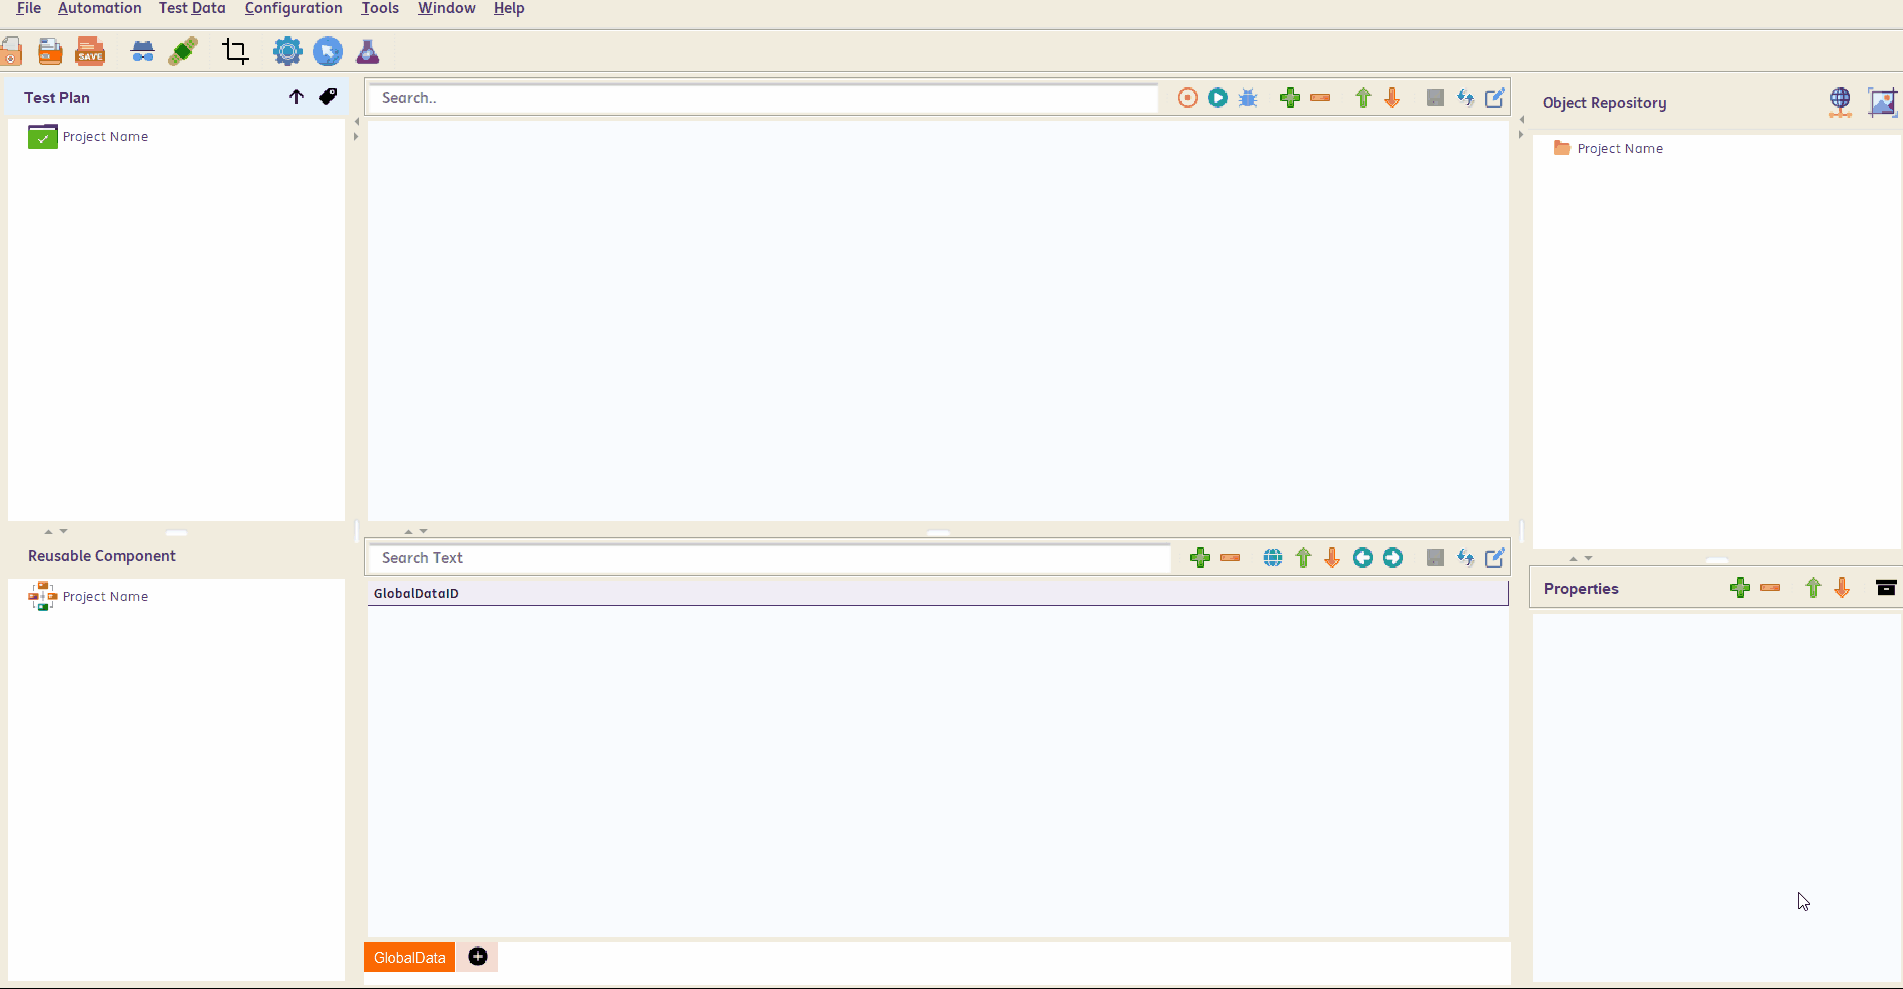 File Automation Test Data Configuration Tools Window Help
SAVE
Test Plan
Project Name
Search..
Object Repository
Project Name
Reusable Component
Project Name
Search Text
GlobalDataID
Properties
GlobalData